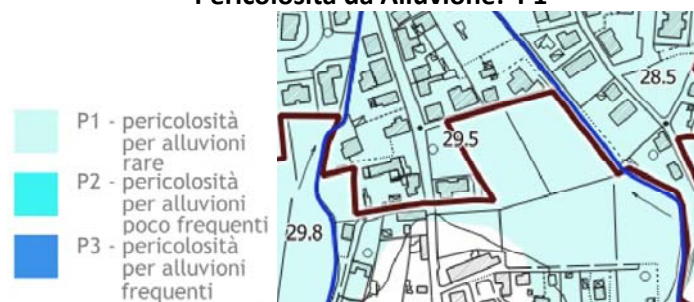 Pericolosità da Alluvione: P1
P1 - pericolosità
per alluvioni
rare
P2 - pericolosità
per alluvioni
poco frequenti
P3 - pericolosità
per alluvioni
frequenti
28.5
29.5
29.8